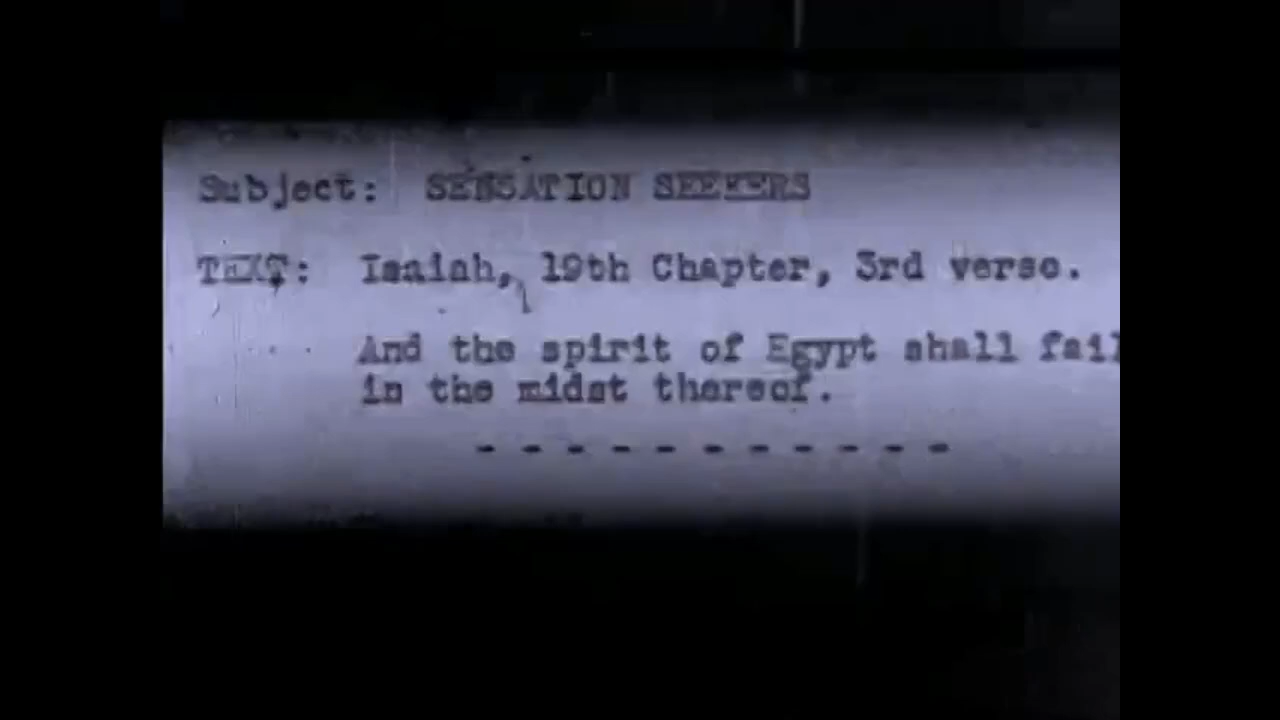 Subject: SENSATION SEEKERS
TEXT: Isaiah, 19th Chapter, 3rd verse.
And the spirit of Egypt shall fail
in the midst thereof.
- - - - - - - - - - -